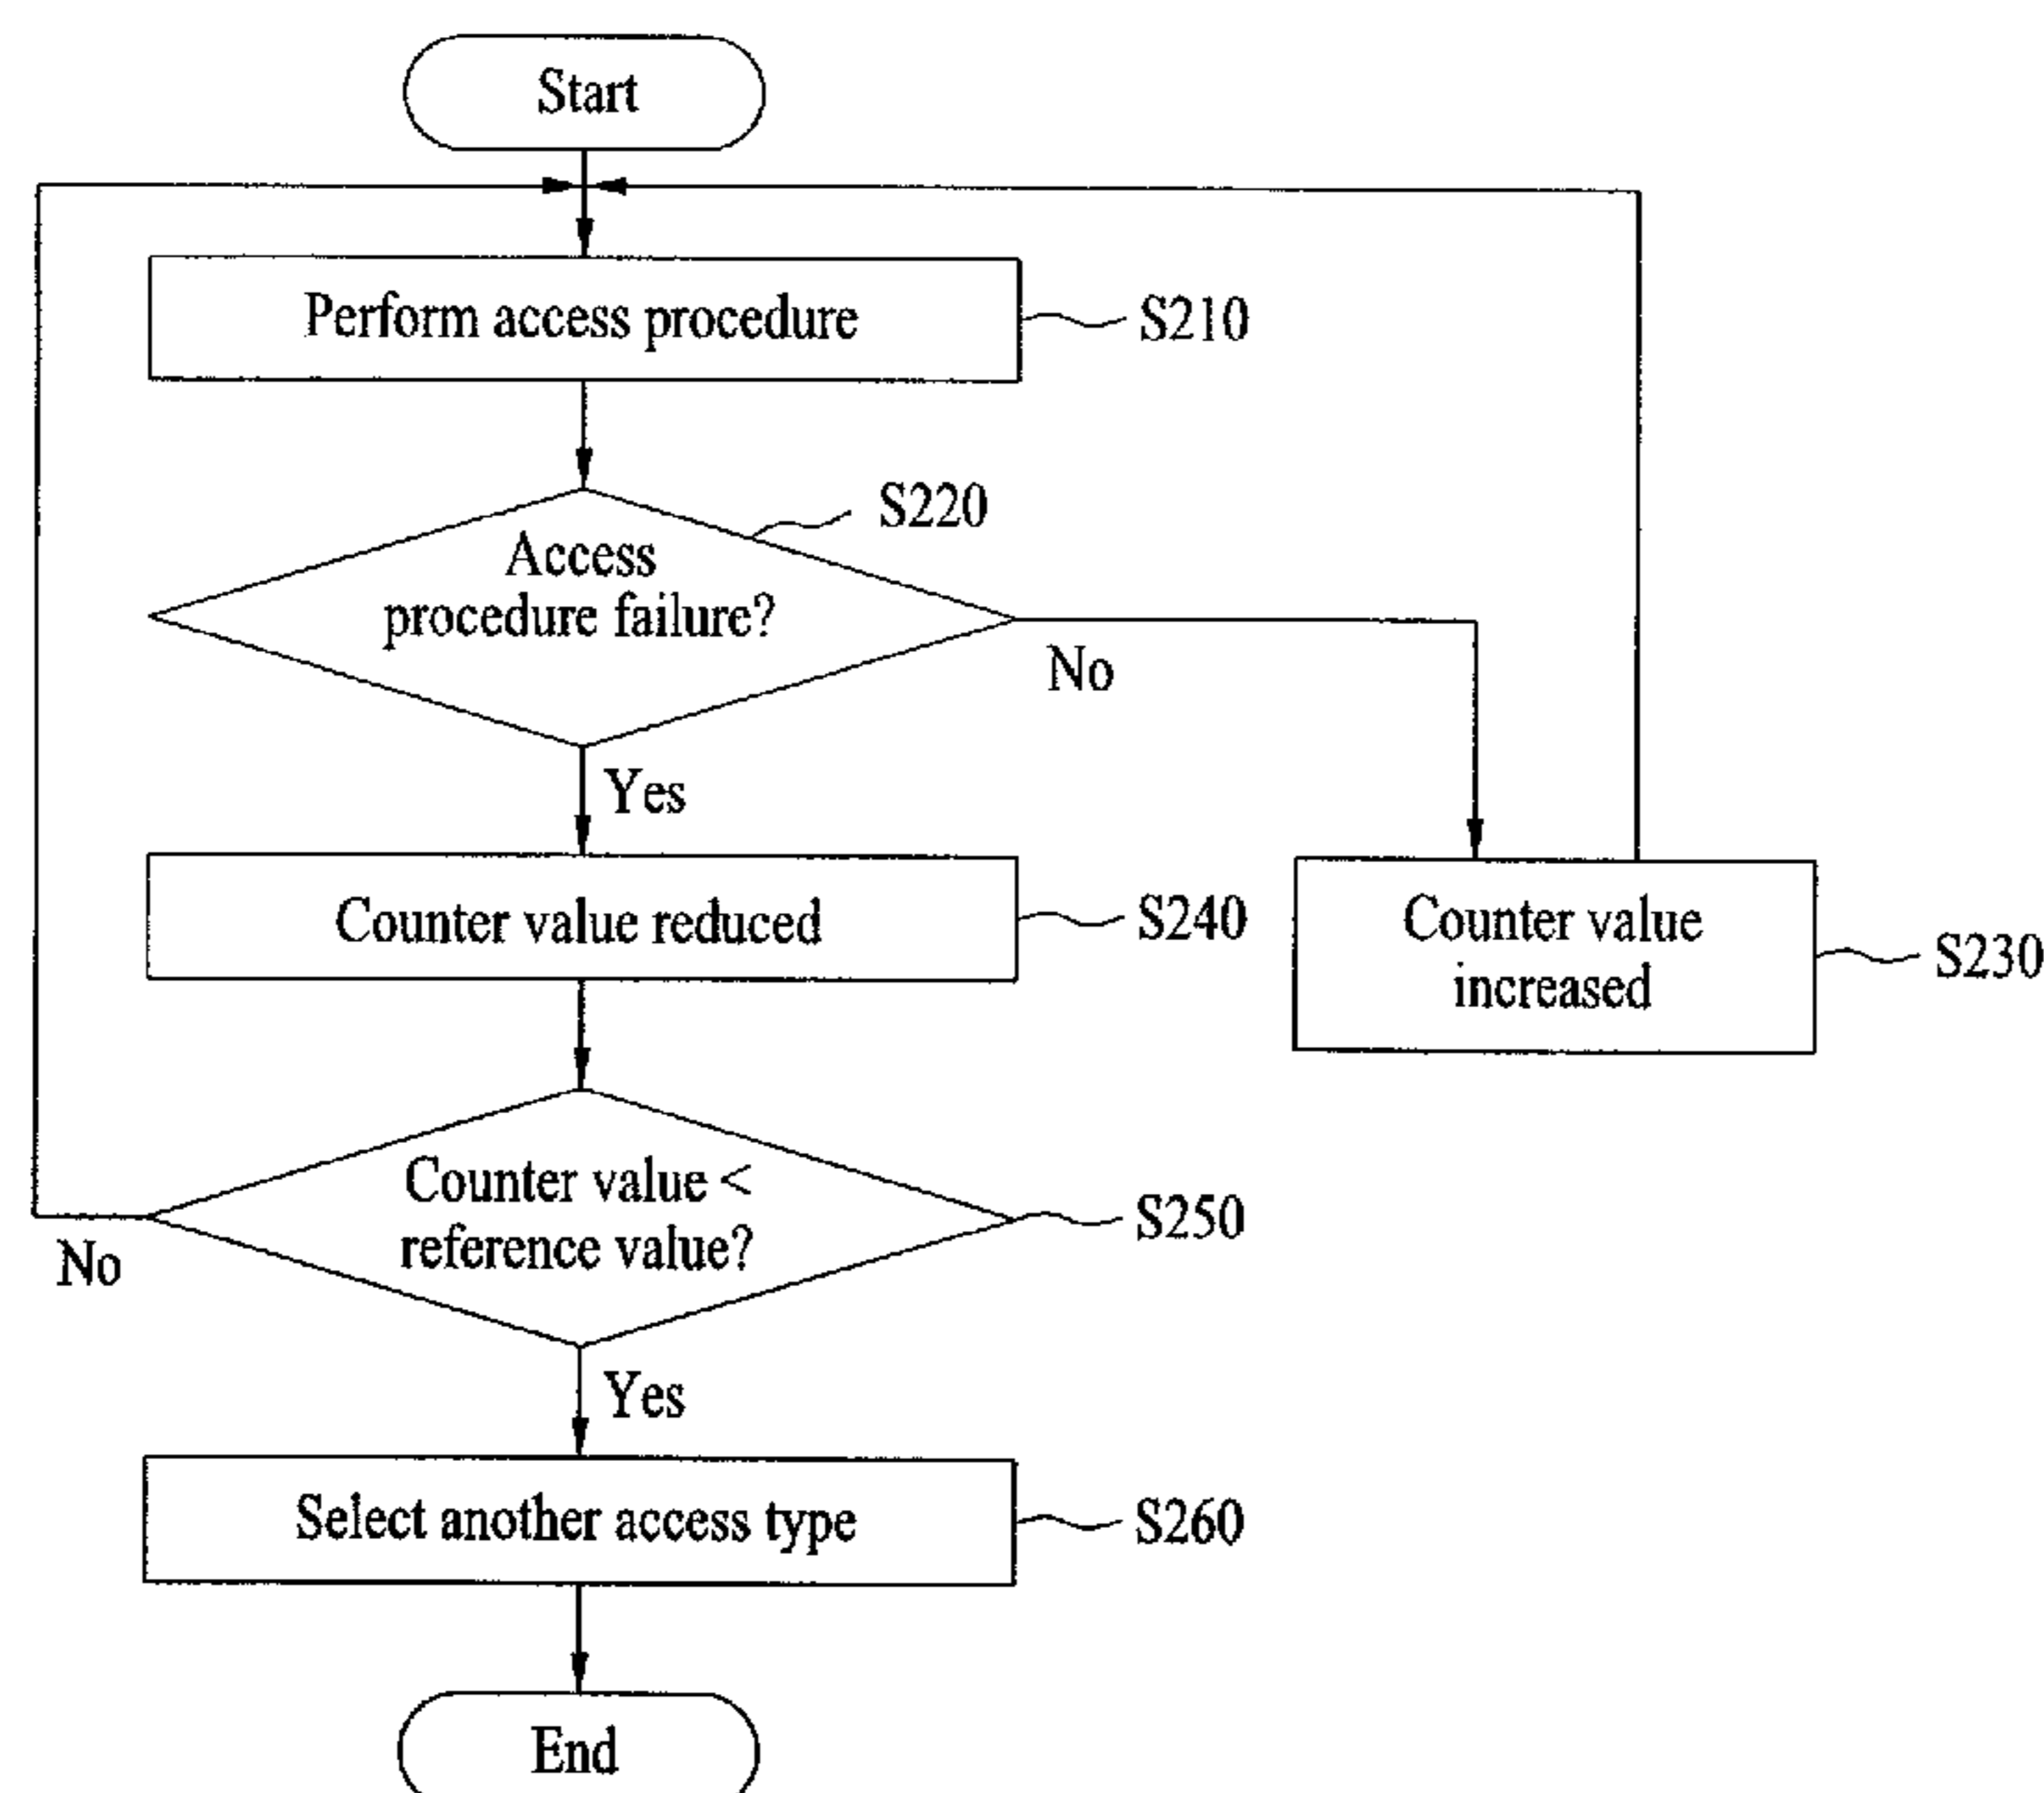 Start
Perform access procedure
S210
S220
Access
procedure failure?
No
Yes
Counter value reduced
S240
Counter value
increased
S230
Counter value <
reference value?
S250
No
Yes
Select another access type
S260
End